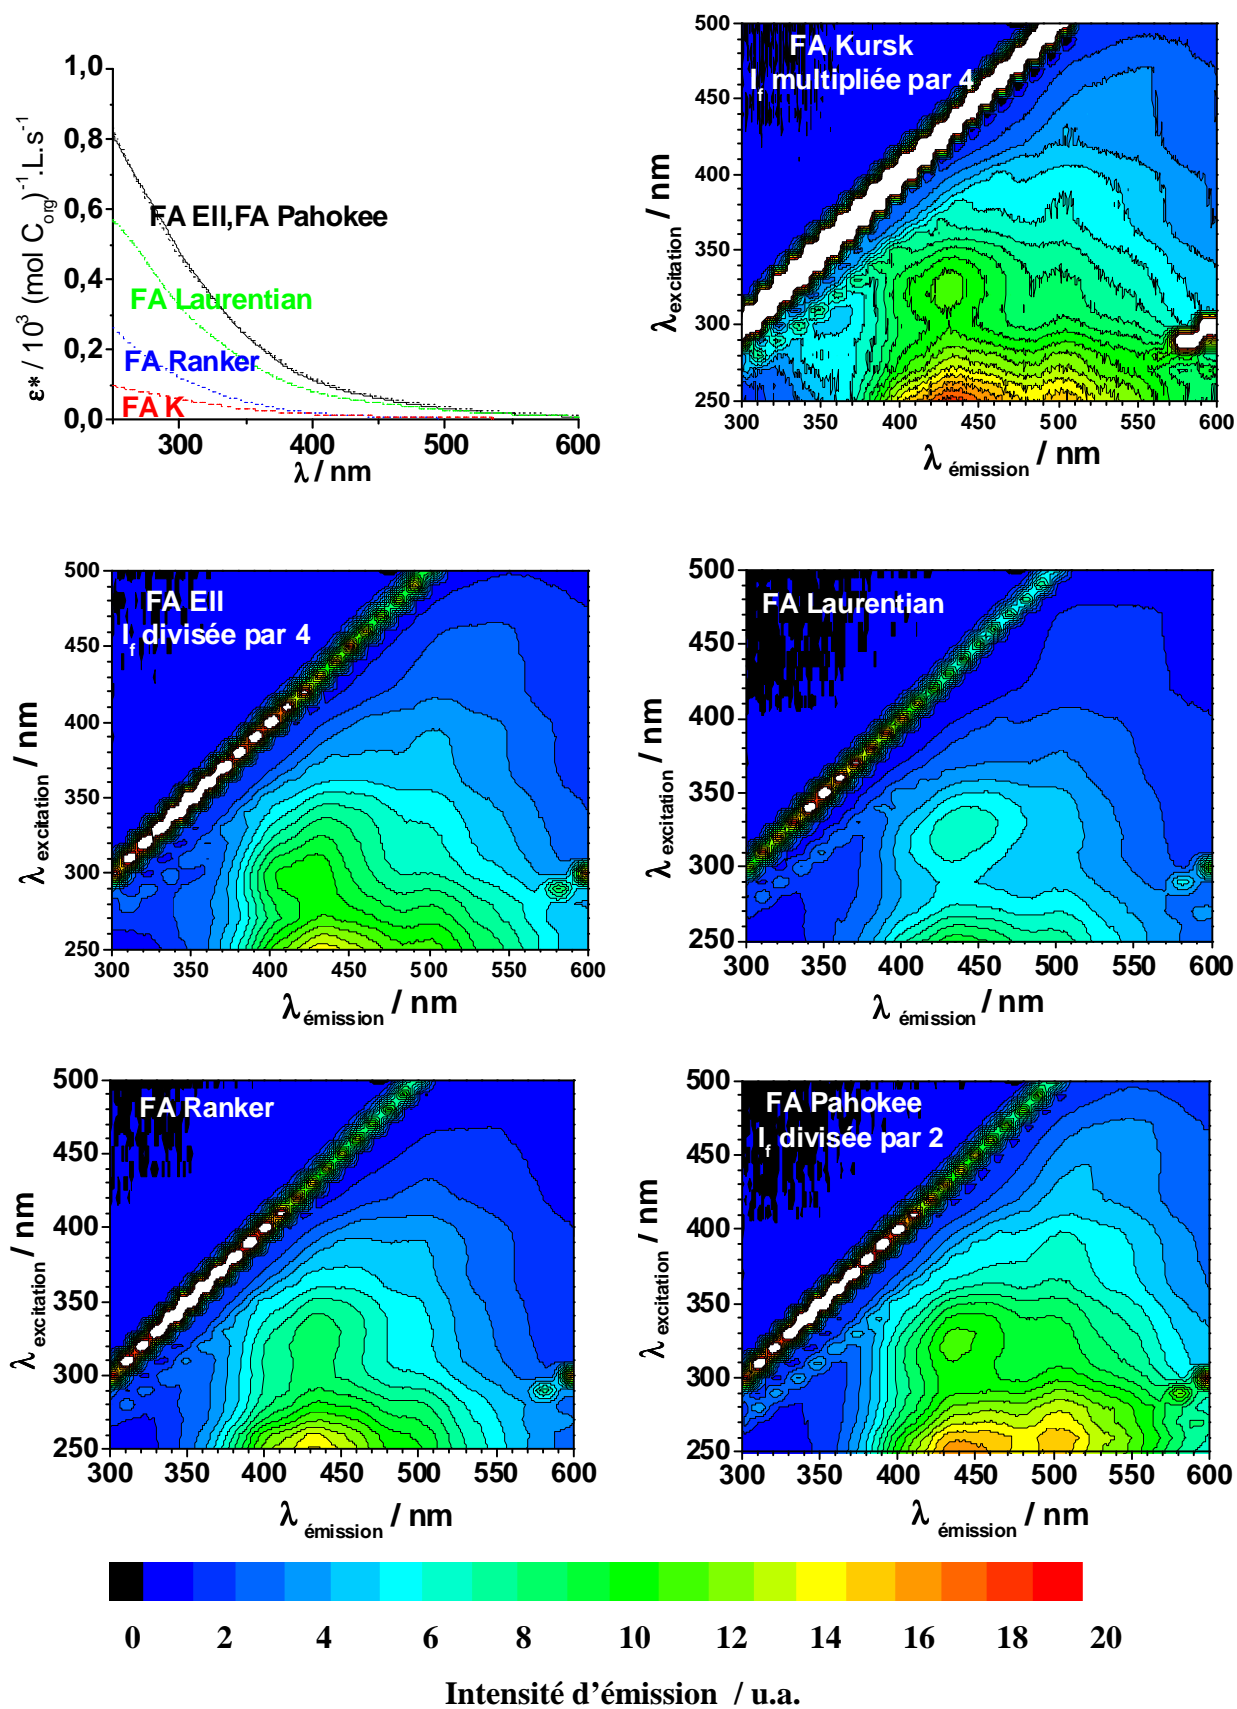 1,0
0,8
0,6
0,4
0,2
0,0
ε* / 10³ (mol C_org)⁻¹.L.s⁻¹
FA Ell,FA Pahokee
FA Laurentian
FA Ranker
FA K
300 400 500 600
λ / nm
FA Kursk
I_f multipliée par 4
500
450
400
350
300
250
λ excitation / nm
300 350 400 450 500 550 600
λ émission / nm
FA Ell
I_f divisée par 4
500
450
400
350
300
250
λ excitation / nm
300 350 400 450 500 550 600
λ émission / nm
FA Laurentian
500
450
400
350
300
250
λ excitation / nm
300 350 400 450 500 550 600
λ émission / nm
FA Ranker
500
450
400
350
300
250
λ excitation / nm
300 350 400 450 500 550 600
λ émission / nm
FA Pahokee
I_f divisée par 2
500
450
400
350
300
250
λ excitation / nm
300 350 400 450 500 550 600
λ émission / nm
0 2 4 6 8 10 12 14 16 18 20
Intensité d'émission / u.a.